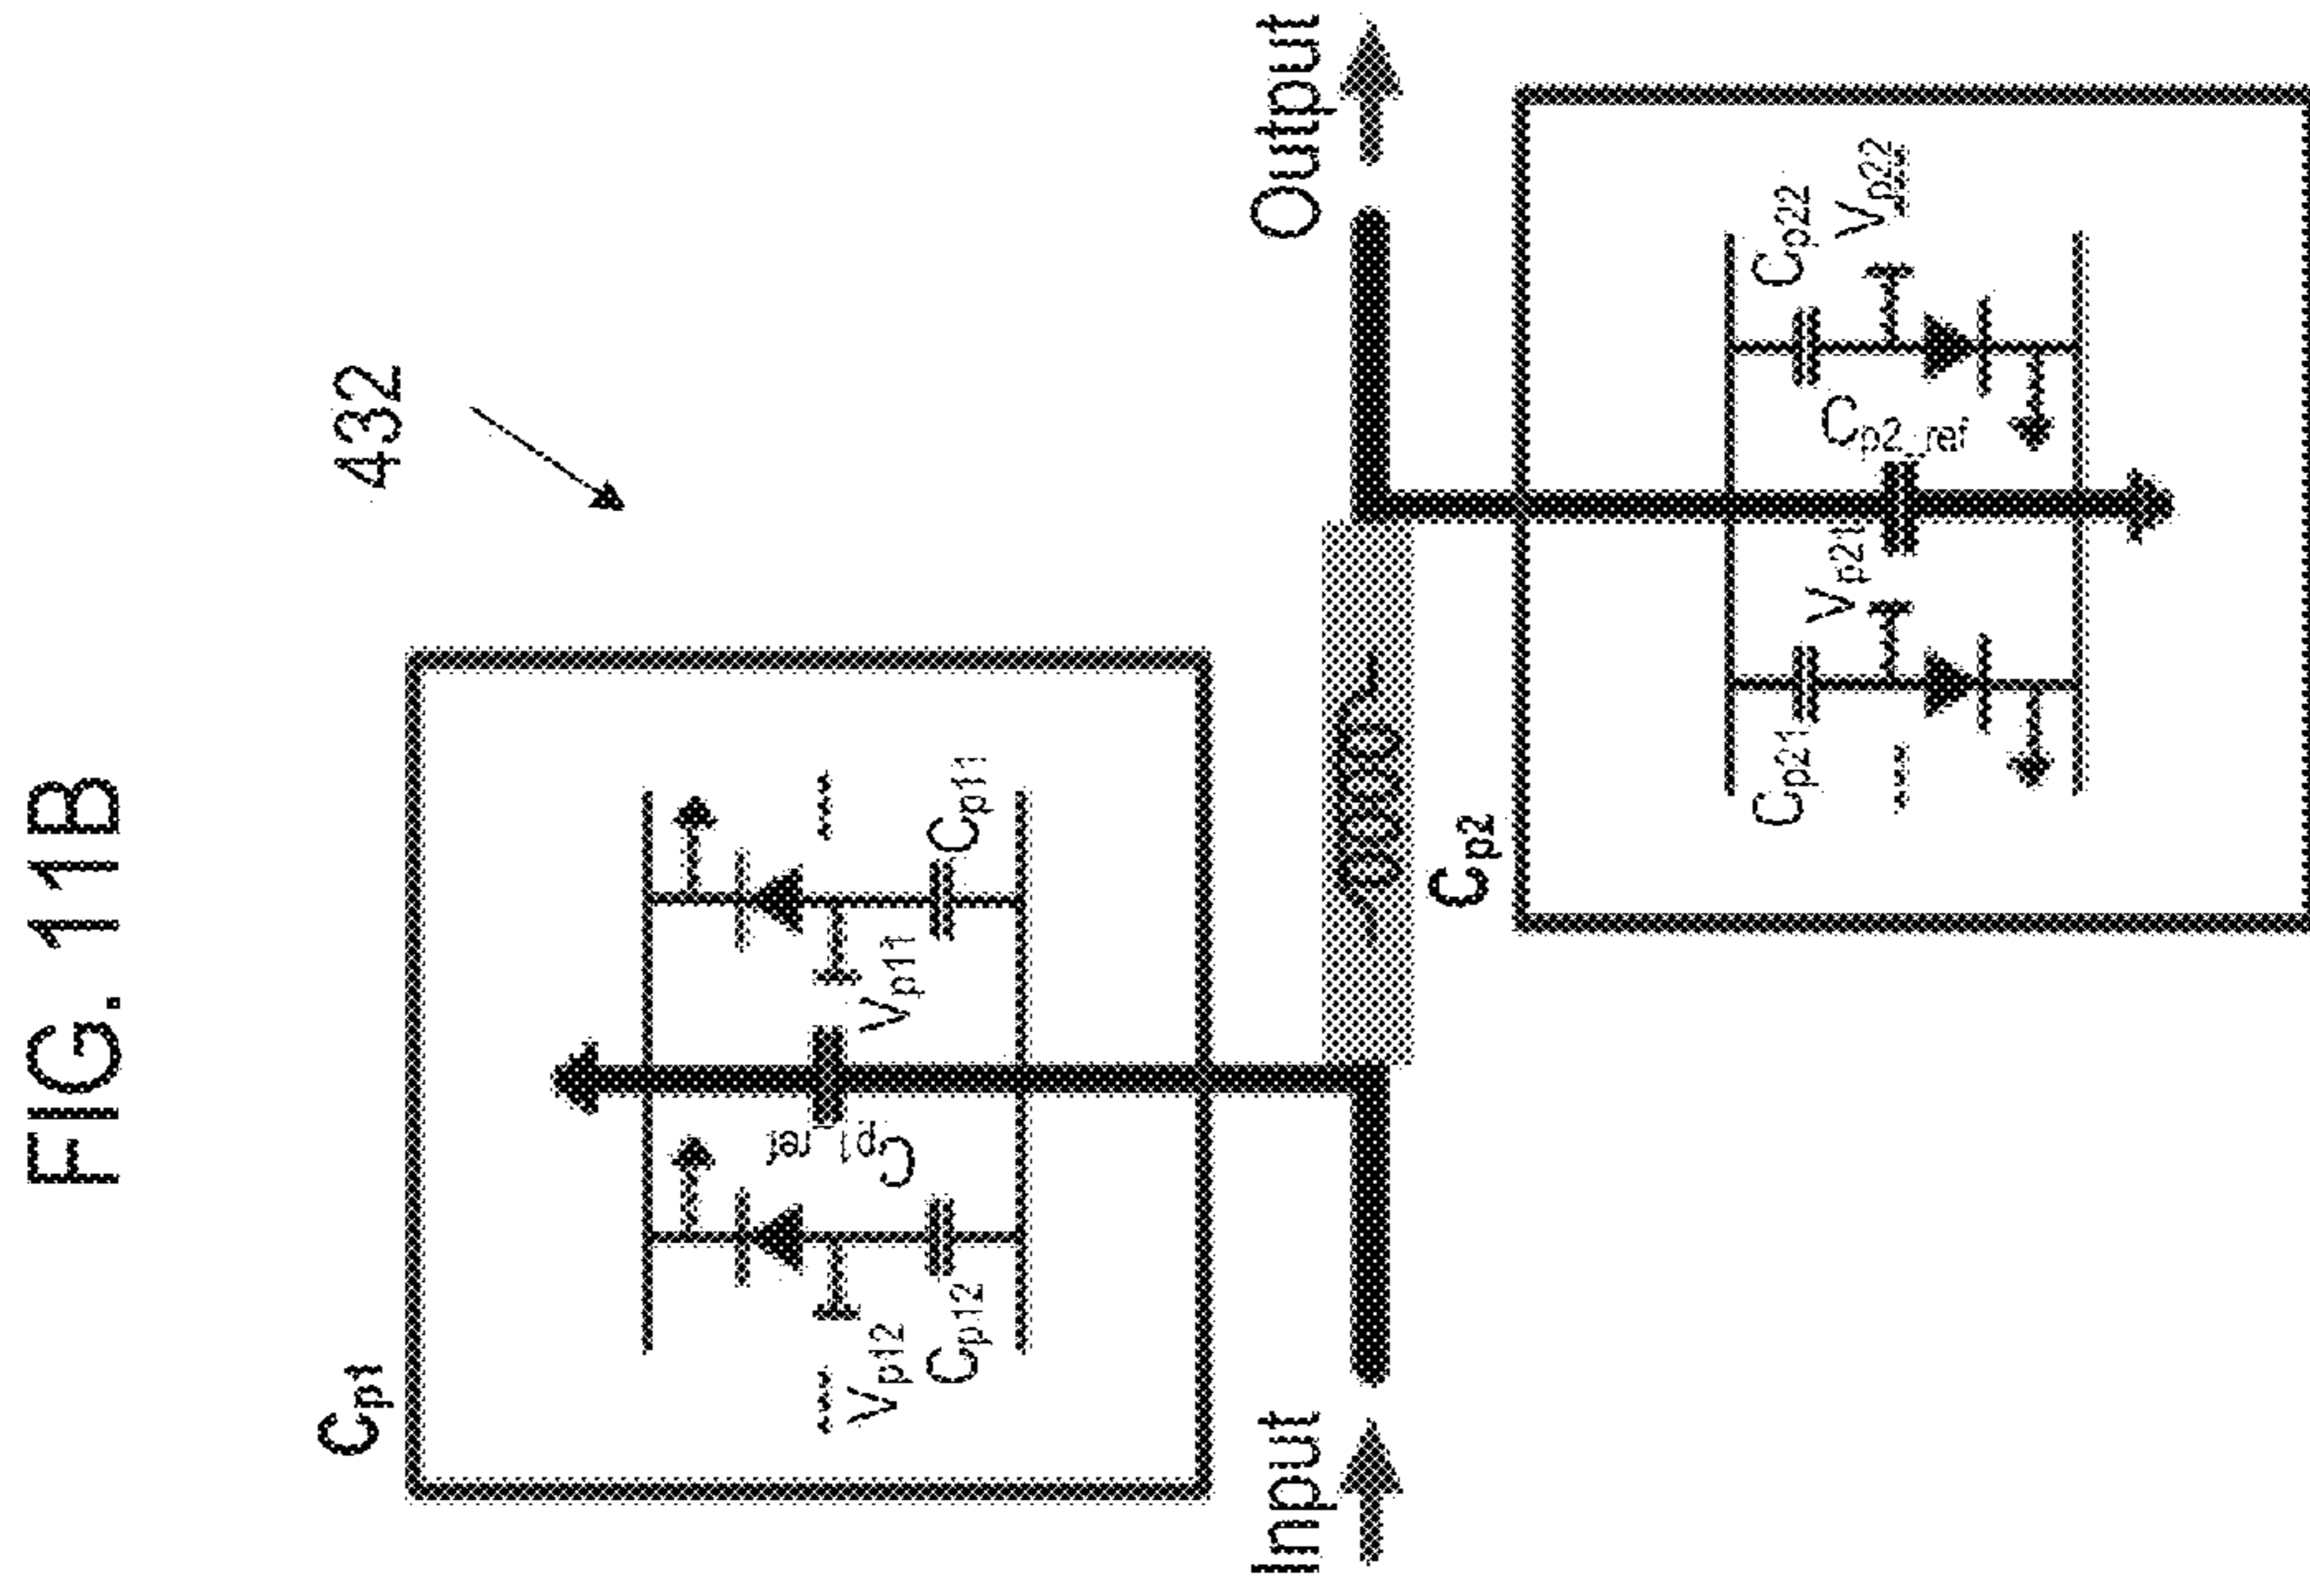 FIG. 11B
432
Cp1
Vp12
Cp12
Cp1_ref
Vp11
Cp11
Input
Output
Cp2
Cp21
Vp21
Cp2_ref
Cp22
Vp22